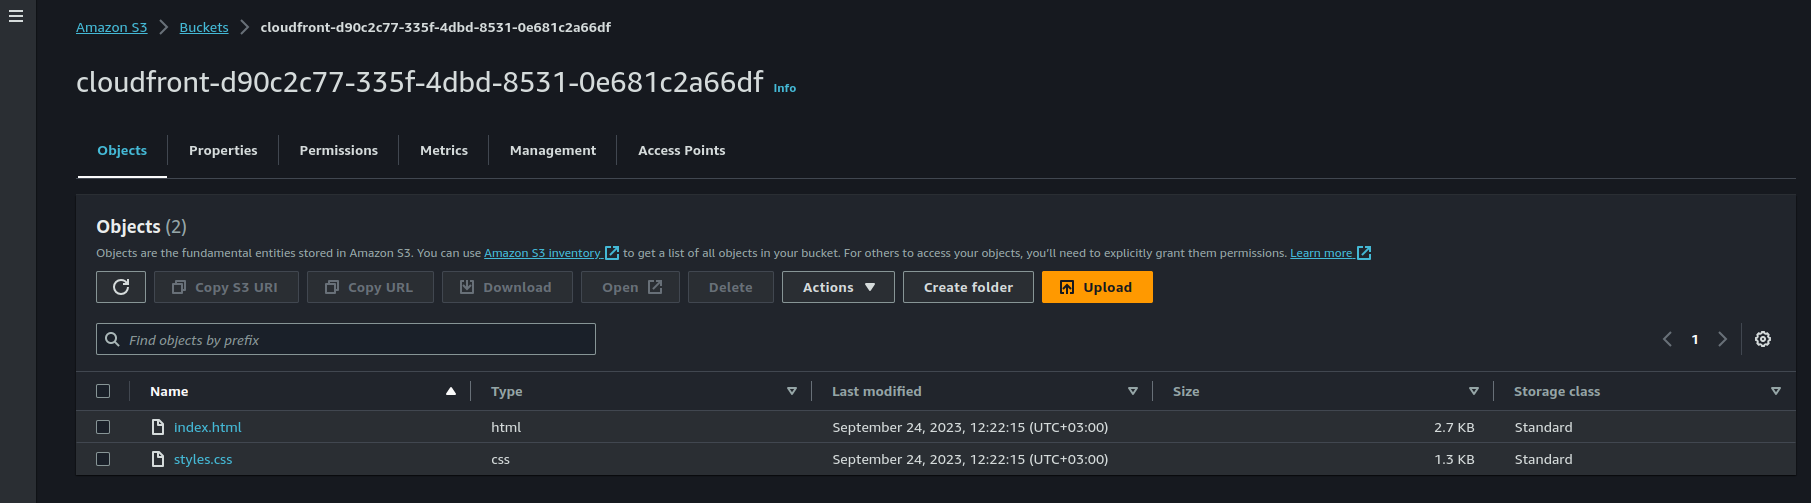 Amazon S3 Buckets cloudfront-d90c2c77-335f-4dbd-8531-0e681c2a66df
cloudfront-d90c2c77-335f-4dbd-8531-0e681c2a66df Info
Objects Properties Permissions Metrics Management Access Points
Objects (2)
Objects are the fundamental entities stored in Amazon S3. You can use Amazon S3 inventory to get a list of all objects in your bucket. For others to access your objects, you'll need to explicitly grant them permissions. Learn more
Copy S3 URI Copy URL Download Open Delete Actions Create folder Upload
Find objects by prefix 1
Name Type Last modified Size Storage class
index.html html September 24, 2023, 12:22:15 (UTC+03:00) 2.7 KB Standard
styles.css css September 24, 2023, 12:22:15 (UTC+03:00) 1.3 KB Standard